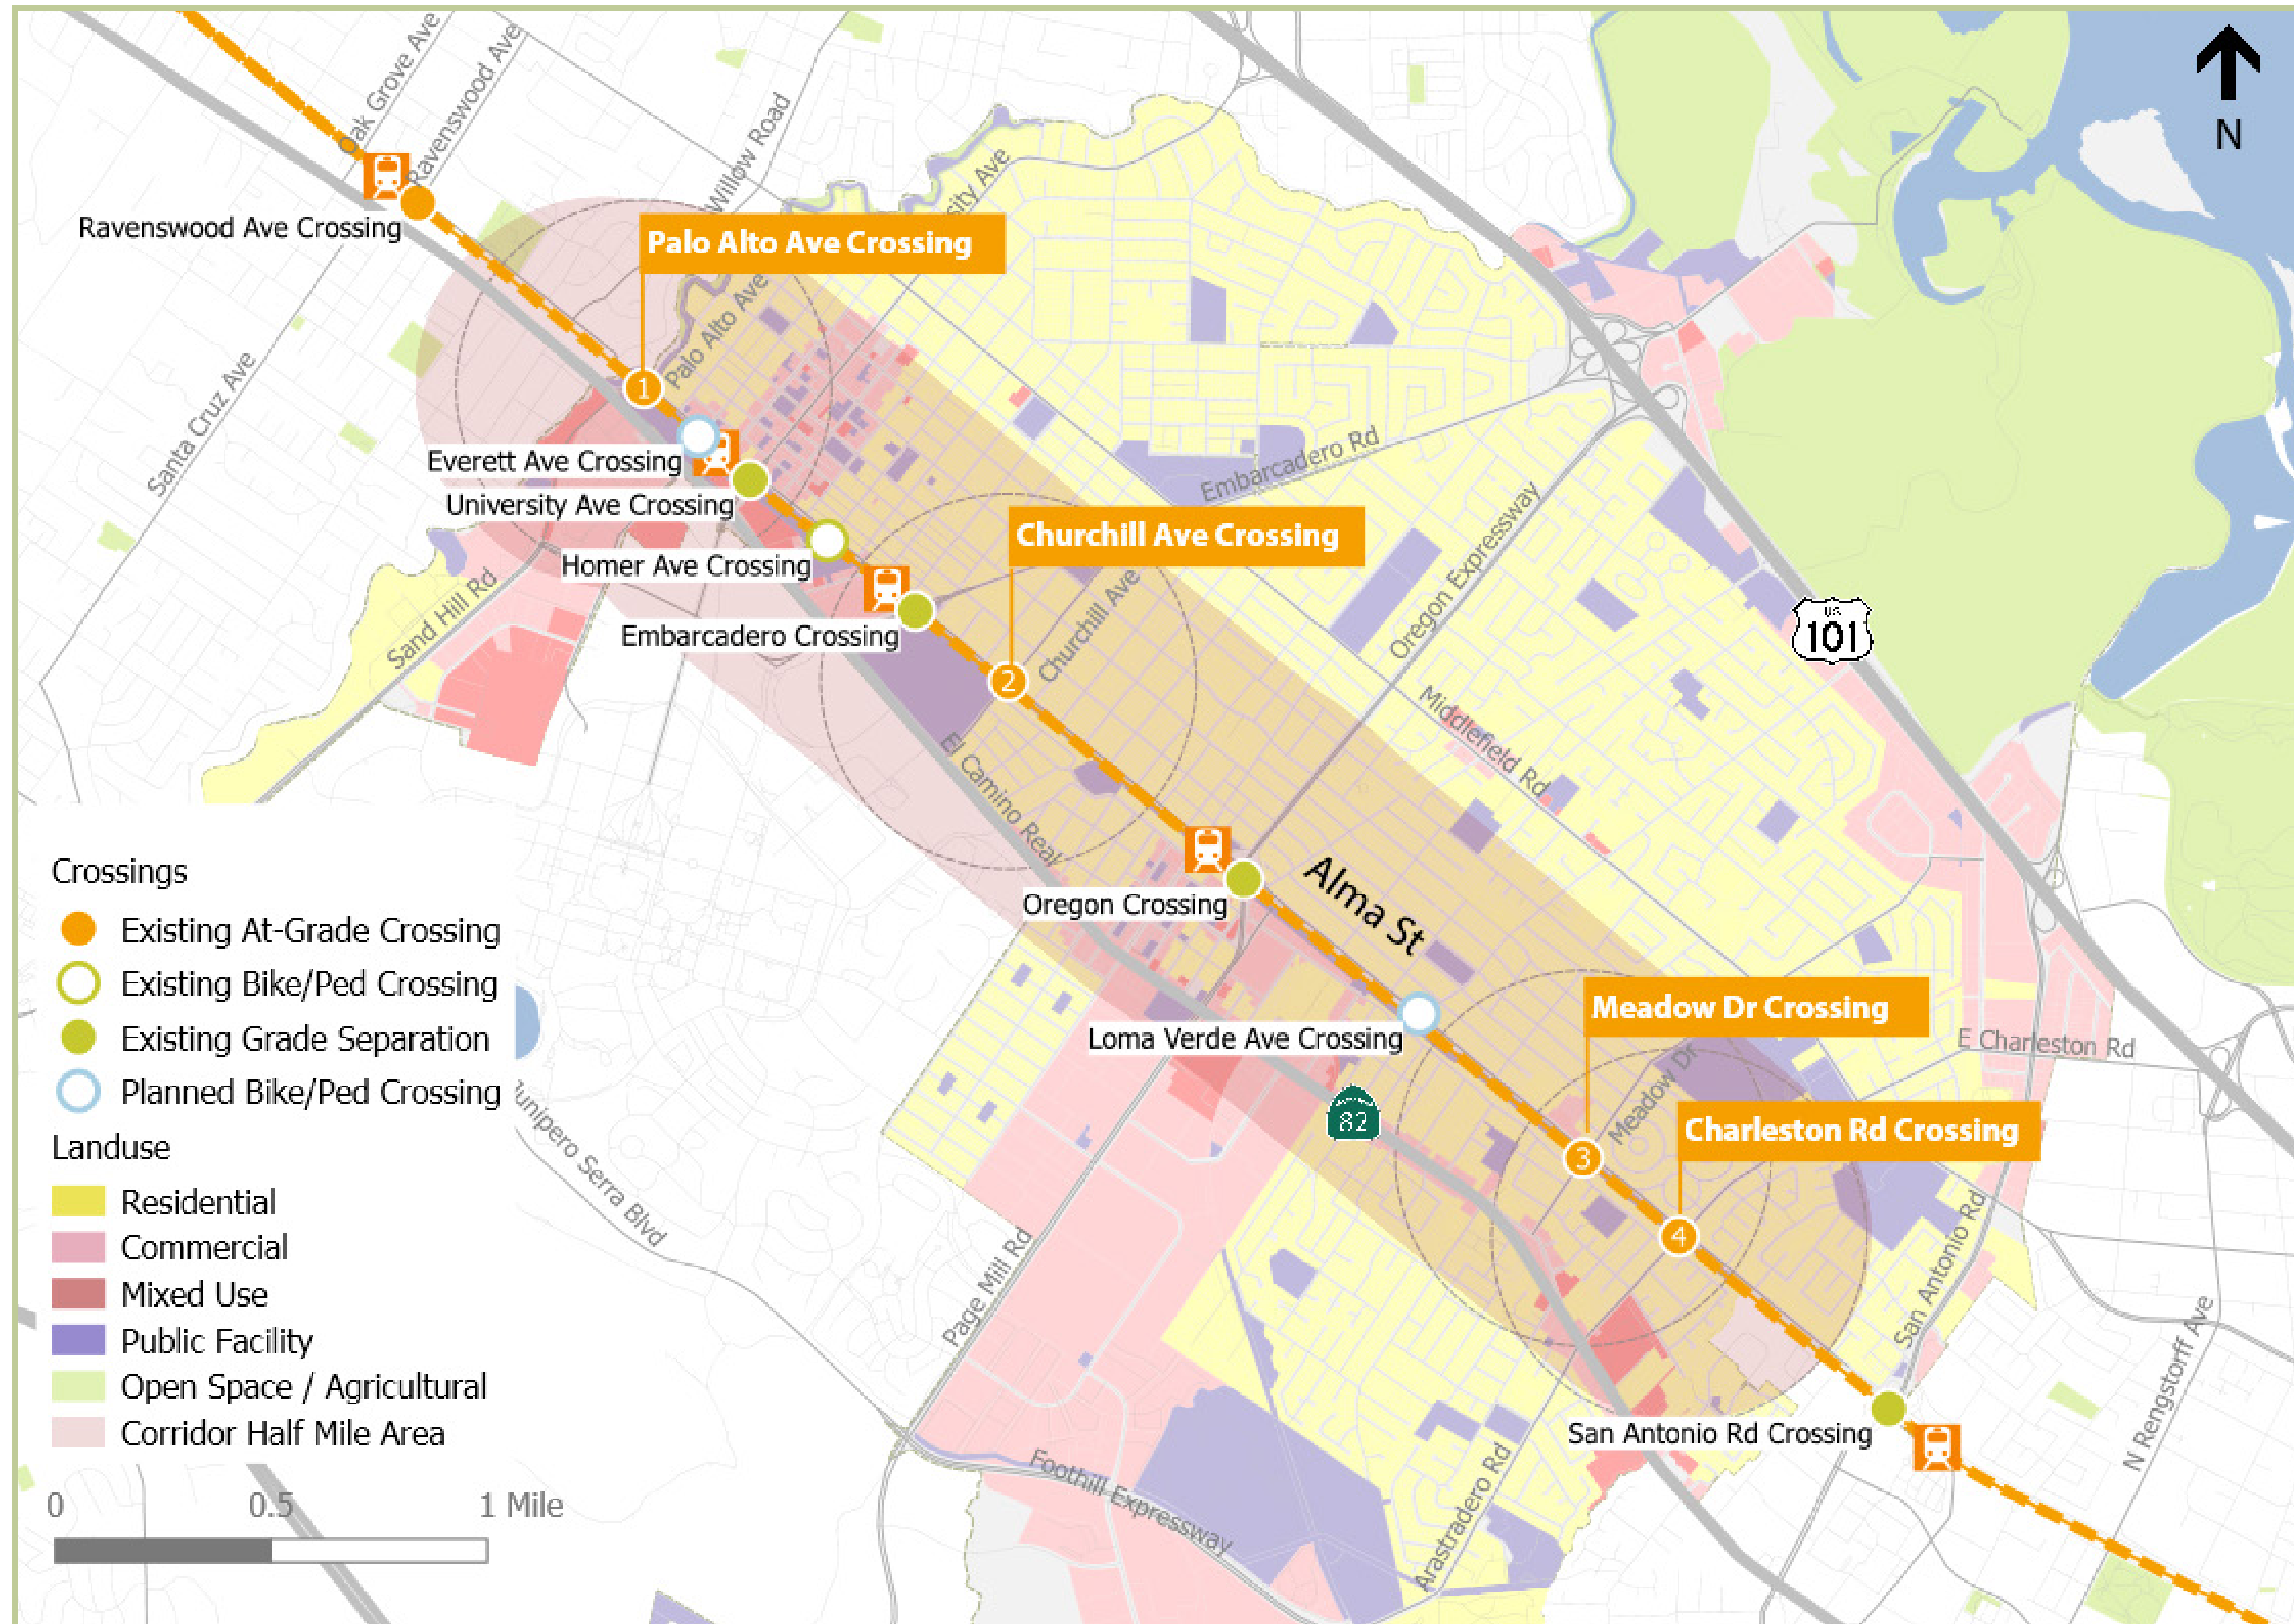 Oak Grove Ave
Ravenswood Ave
Willow Road
sity Ave
N
Ravenswood Ave Crossing
Palo Alto Ave Crossing
Palo Alto Ave
1
Santa Cruz Ave
Everett Ave Crossing
University Ave Crossing
Homer Ave Crossing
Embarcadero Rd
Churchill Ave Crossing
Churchill Ave
Oregon Expressway
Sand Hill Rd
Embarcadero Crossing
2
US
101
Middlefield Rd
El Camino Real
Alma St
Oregon Crossing
Loma Verde Ave Crossing
Meadow Dr Crossing
Meadow Dr
E Charleston Rd
82
3
Charleston Rd Crossing
4
San Antonio Rd
Page Mill Rd
Junipero Serra Blvd
San Antonio Rd Crossing
N Rengstorff Ave
Foothill Expressway
Arastradero Rd
Crossings
Existing At-Grade Crossing
Existing Bike/Ped Crossing
Existing Grade Separation
Planned Bike/Ped Crossing
Landuse
Residential
Commercial
Mixed Use
Public Facility
Open Space / Agricultural
Corridor Half Mile Area
0 0.5 1 Mile